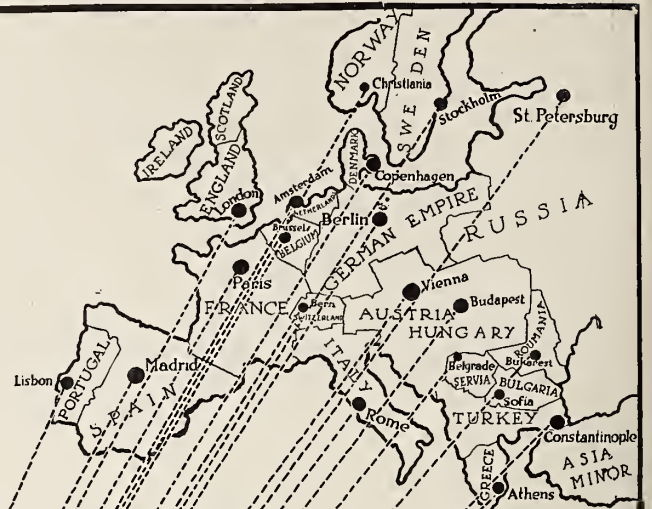 NORWAY
SWEDEN
Christiania
Stockholm
St. Petersburg
SCOTLAND
IRELAND
ENGLAND
London
DENMARK
Copenhagen
Amsterdam
NETHERLAND
Berlin
GERMAN EMPIRE
RUSSIA
Brussels
BELGIUM
Paris
FRANCE
Bern
SWITZERLAND
Vienna
AUSTRIA
HUNGARY
Budapest
ROUMANIA
Bukarest
Belgrade
SERVIA
BULGARIA
Sofia
ITALY
Rome
TURKEY
Constantinople
ASIA
MINOR
GREECE
Athens
Lisbon
PORTUGAL
Madrid
SPAIN